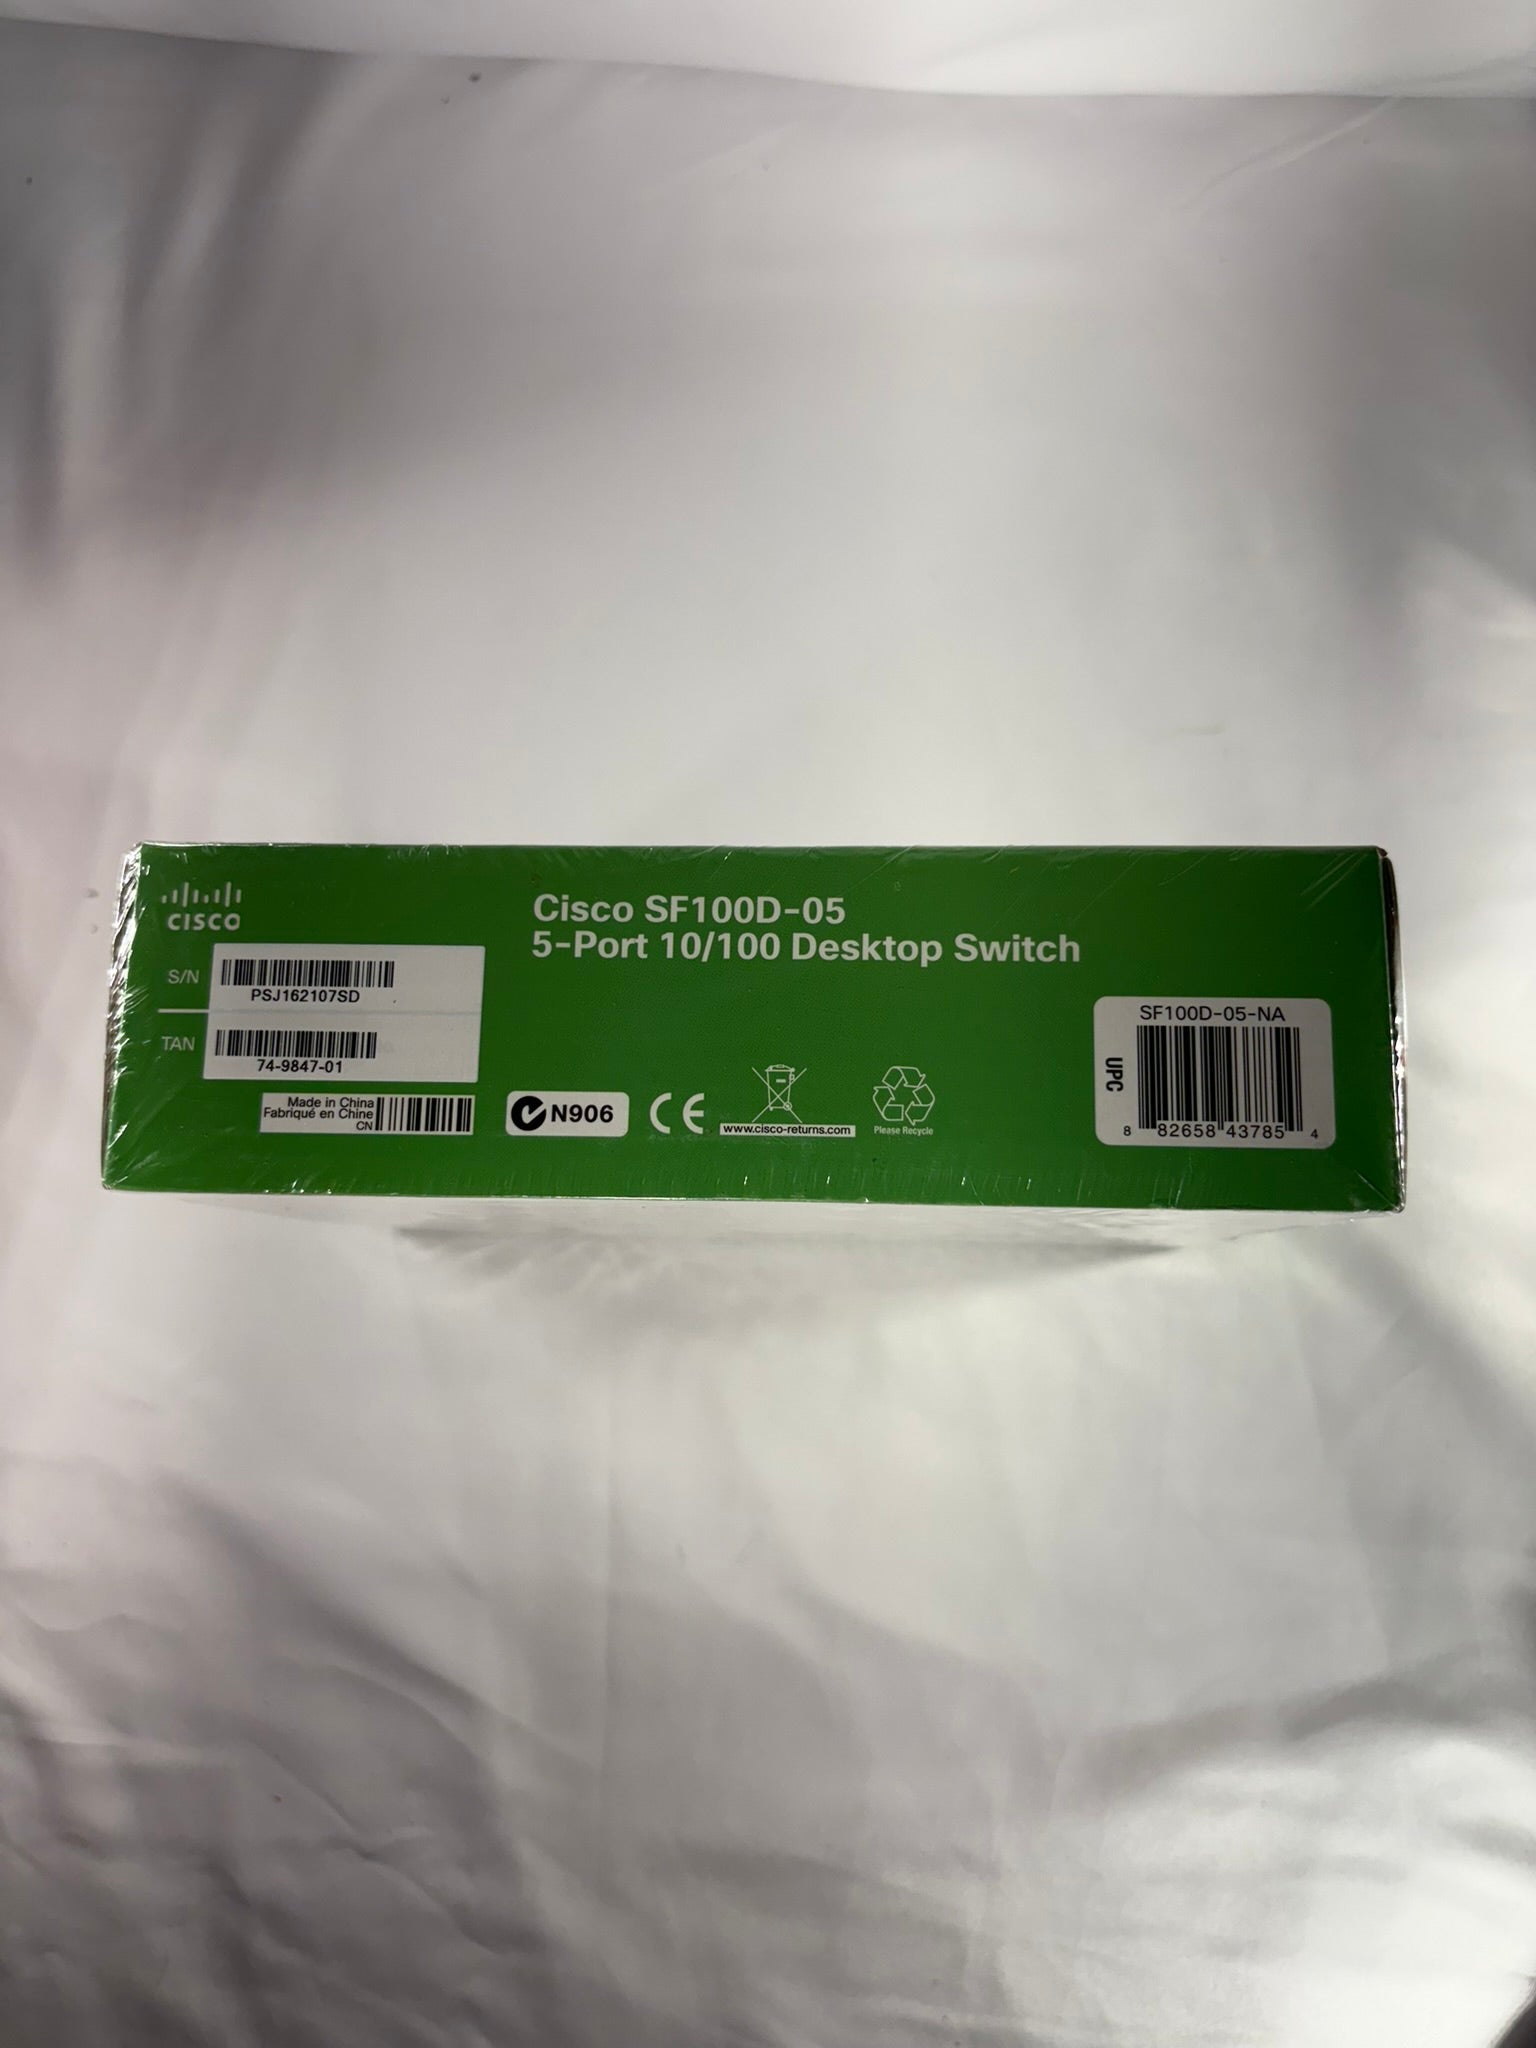 CISCO
Cisco SF100D-05
5-Port 10/100 Desktop Switch
S/N
PSJ162107SD
TAN
74-9847-01
Made in China
Fabriqué en Chine
CN
N906
CE
www.cisco-returns.com
Please Recycle
SF100D-05-NA
UPC
8 82658 43785 4